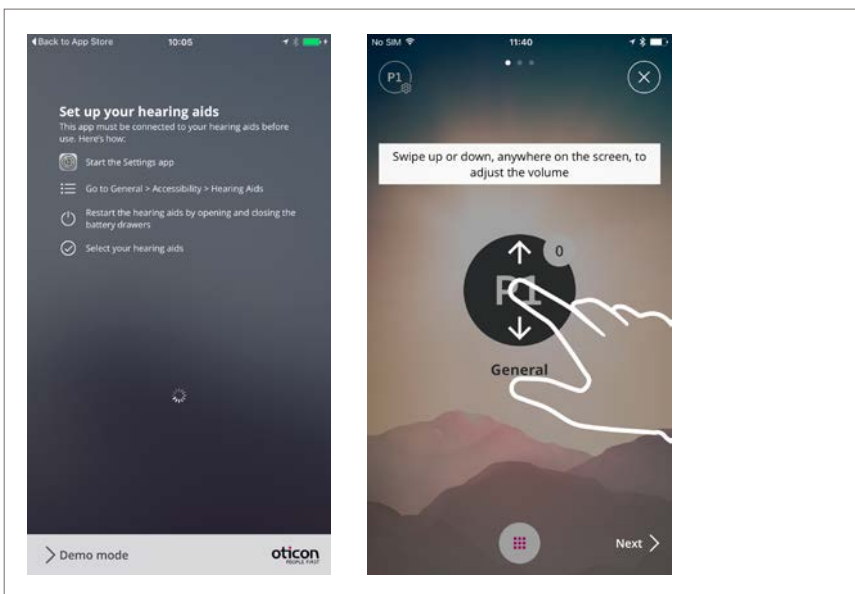 Back to App Store
10:05
Set up your hearing aids
This app must be connected to your hearing aids before
use. Here's how:
Start the Settings app
Go to General > Accessibility > Hearing Aids
Restart the hearing aids by opening and closing the
battery drawers
Select your hearing aids
Demo mode
oticon
PEOPLE FIRST
No SIM
11:40
P1
Swipe up or down, anywhere on the screen, to
adjust the volume
0
P1
General
Next